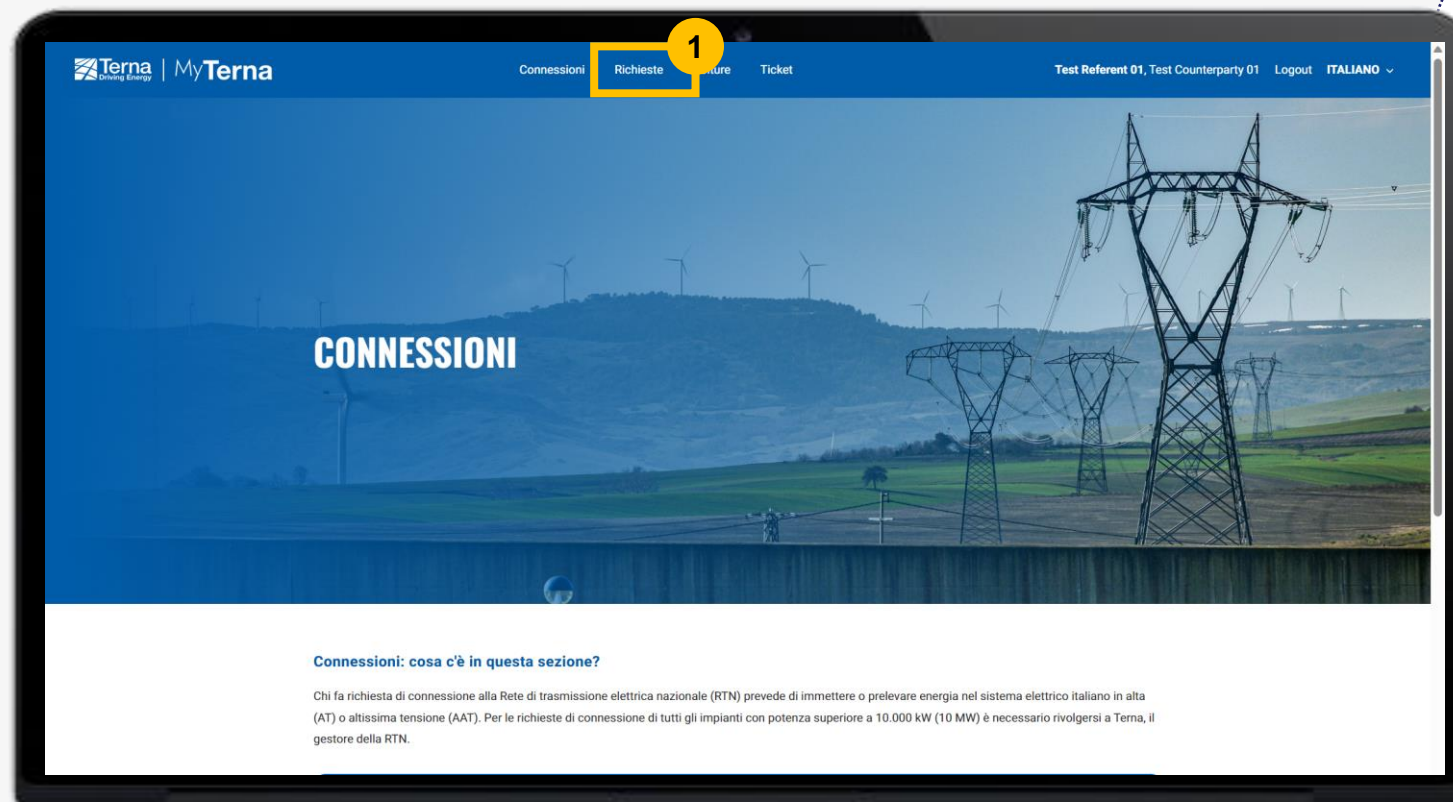 1
Terna
Driving Energy
MyTerna
Connessioni Richieste Ticket
Test Referent 01, Test Counterparty 01 Logout ITALIANO
CONNESSIONI
Connessioni: cosa c'è in questa sezione?
Chi fa richiesta di connessione alla Rete di trasmissione elettrica nazionale (RTN) prevede di immettere o prelevare energia nel sistema elettrico italiano in alta
(AT) o altissima tensione (AAT). Per le richieste di connessione di tutti gli impianti con potenza superiore a 10.000 kW (10 MW) è necessario rivolgersi a Terna, il
gestore della RTN.